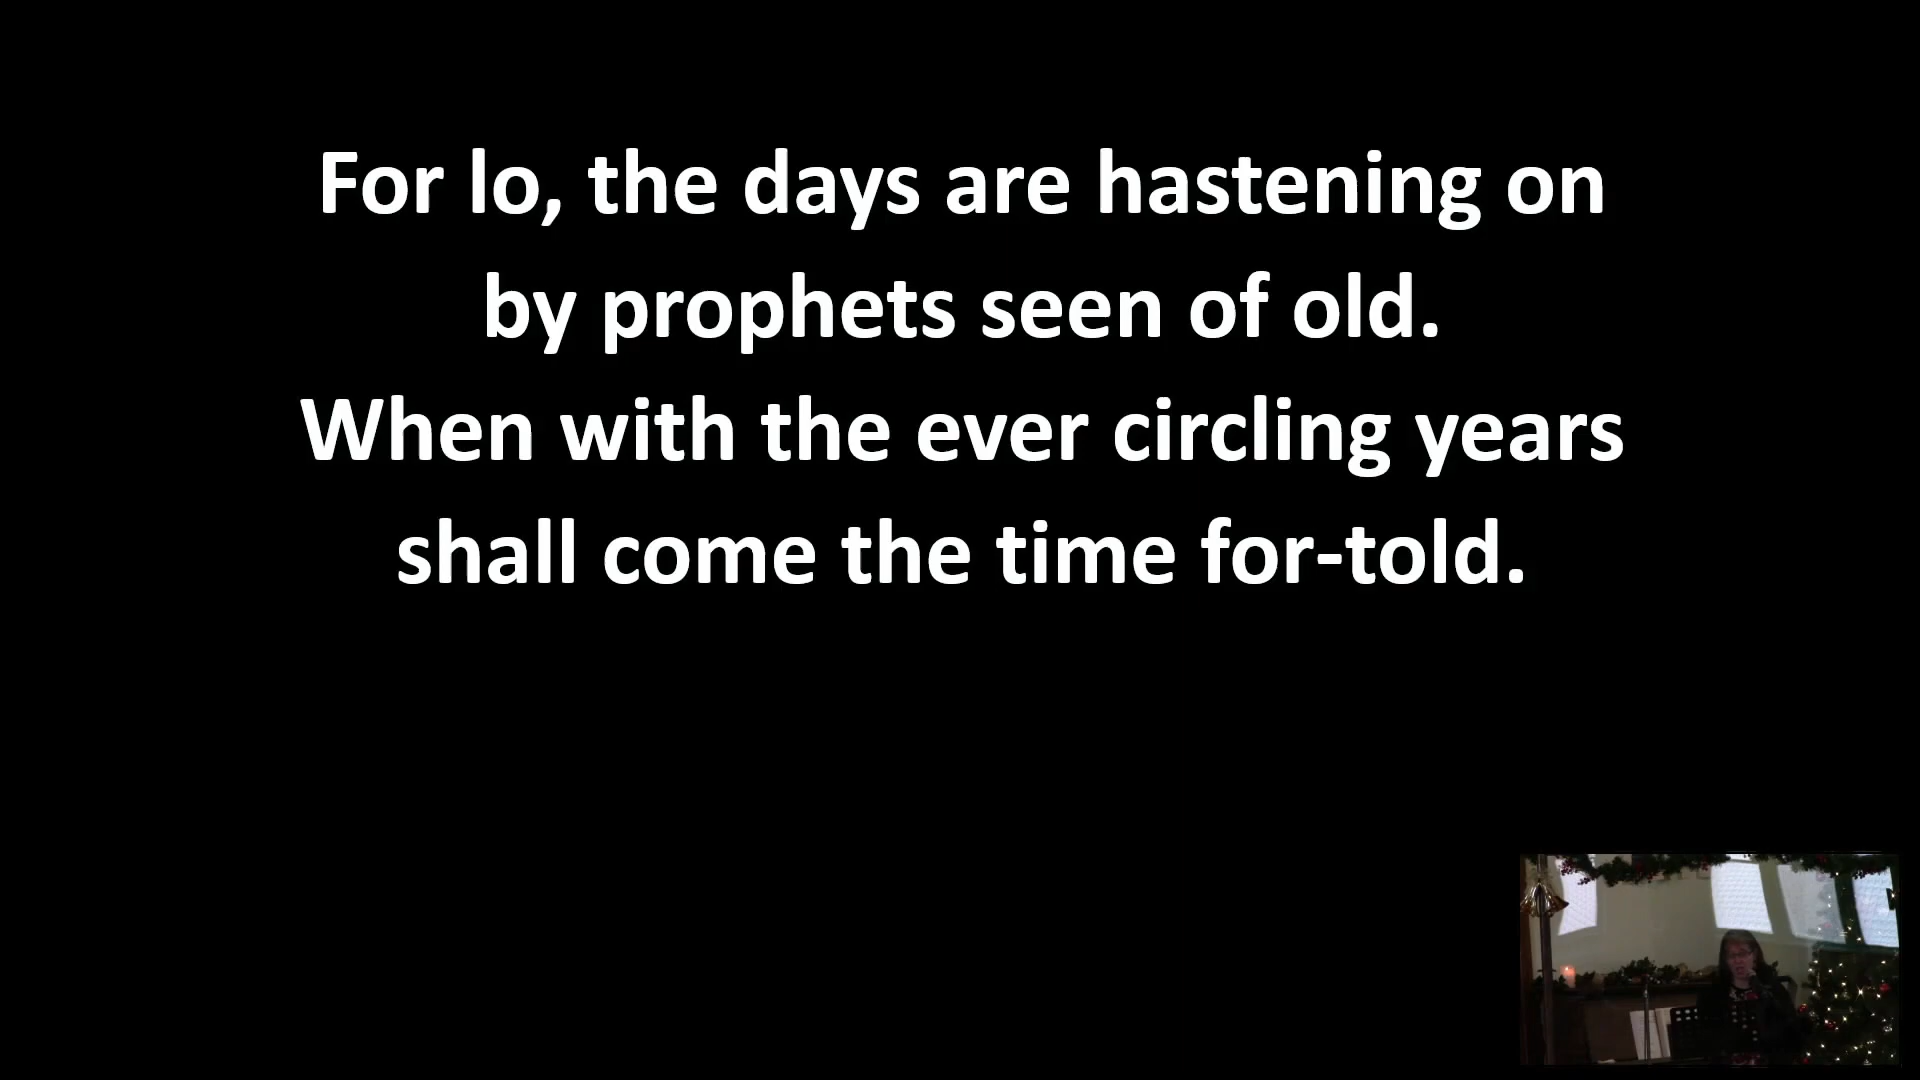 For lo, the days are hastening on
by prophets seen of old.
When with the ever circling years
shall come the time for-told.